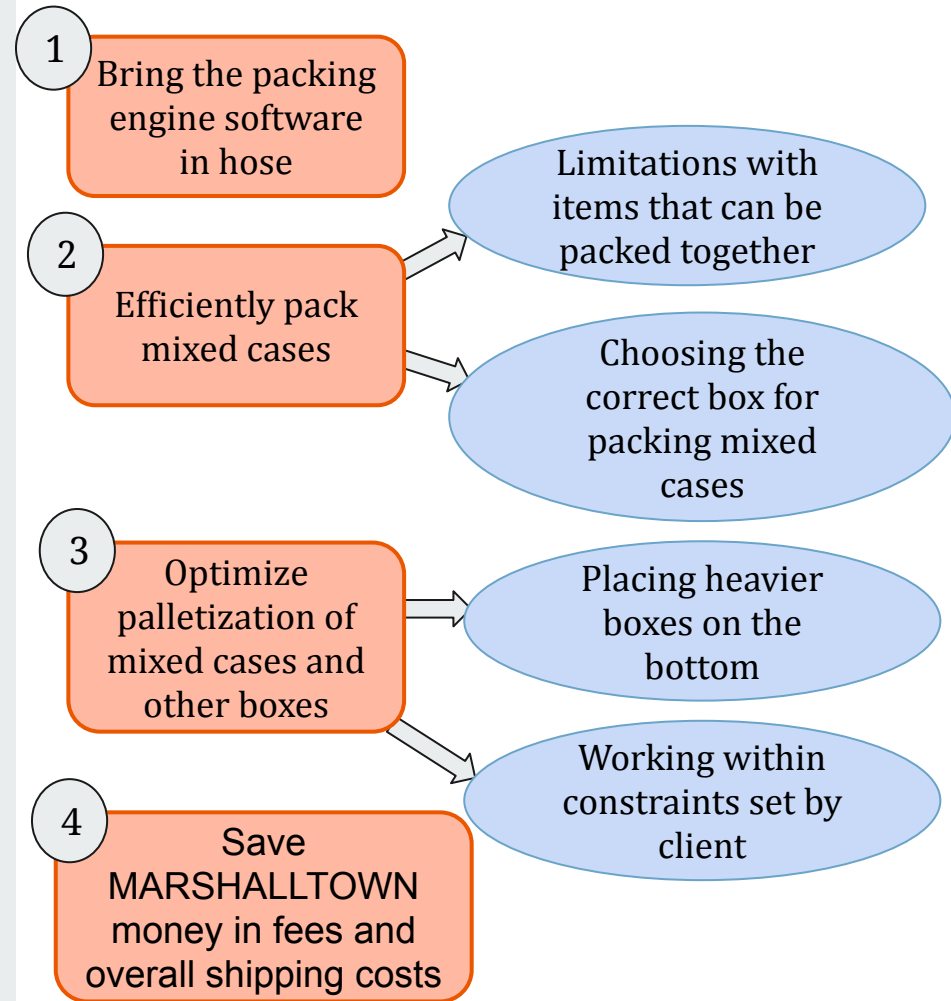 1
Bring the packing
engine software
in hose
2
Efficiently pack
mixed cases
Limitations with
items that can be
packed together
Choosing the
correct box for
packing mixed
cases
3
Optimize
palletization of
mixed cases and
other boxes
Placing heavier
boxes on the
bottom
Working within
constraints set by
client
4
Save
MARSHALLTOWN
money in fees and
overall shipping costs